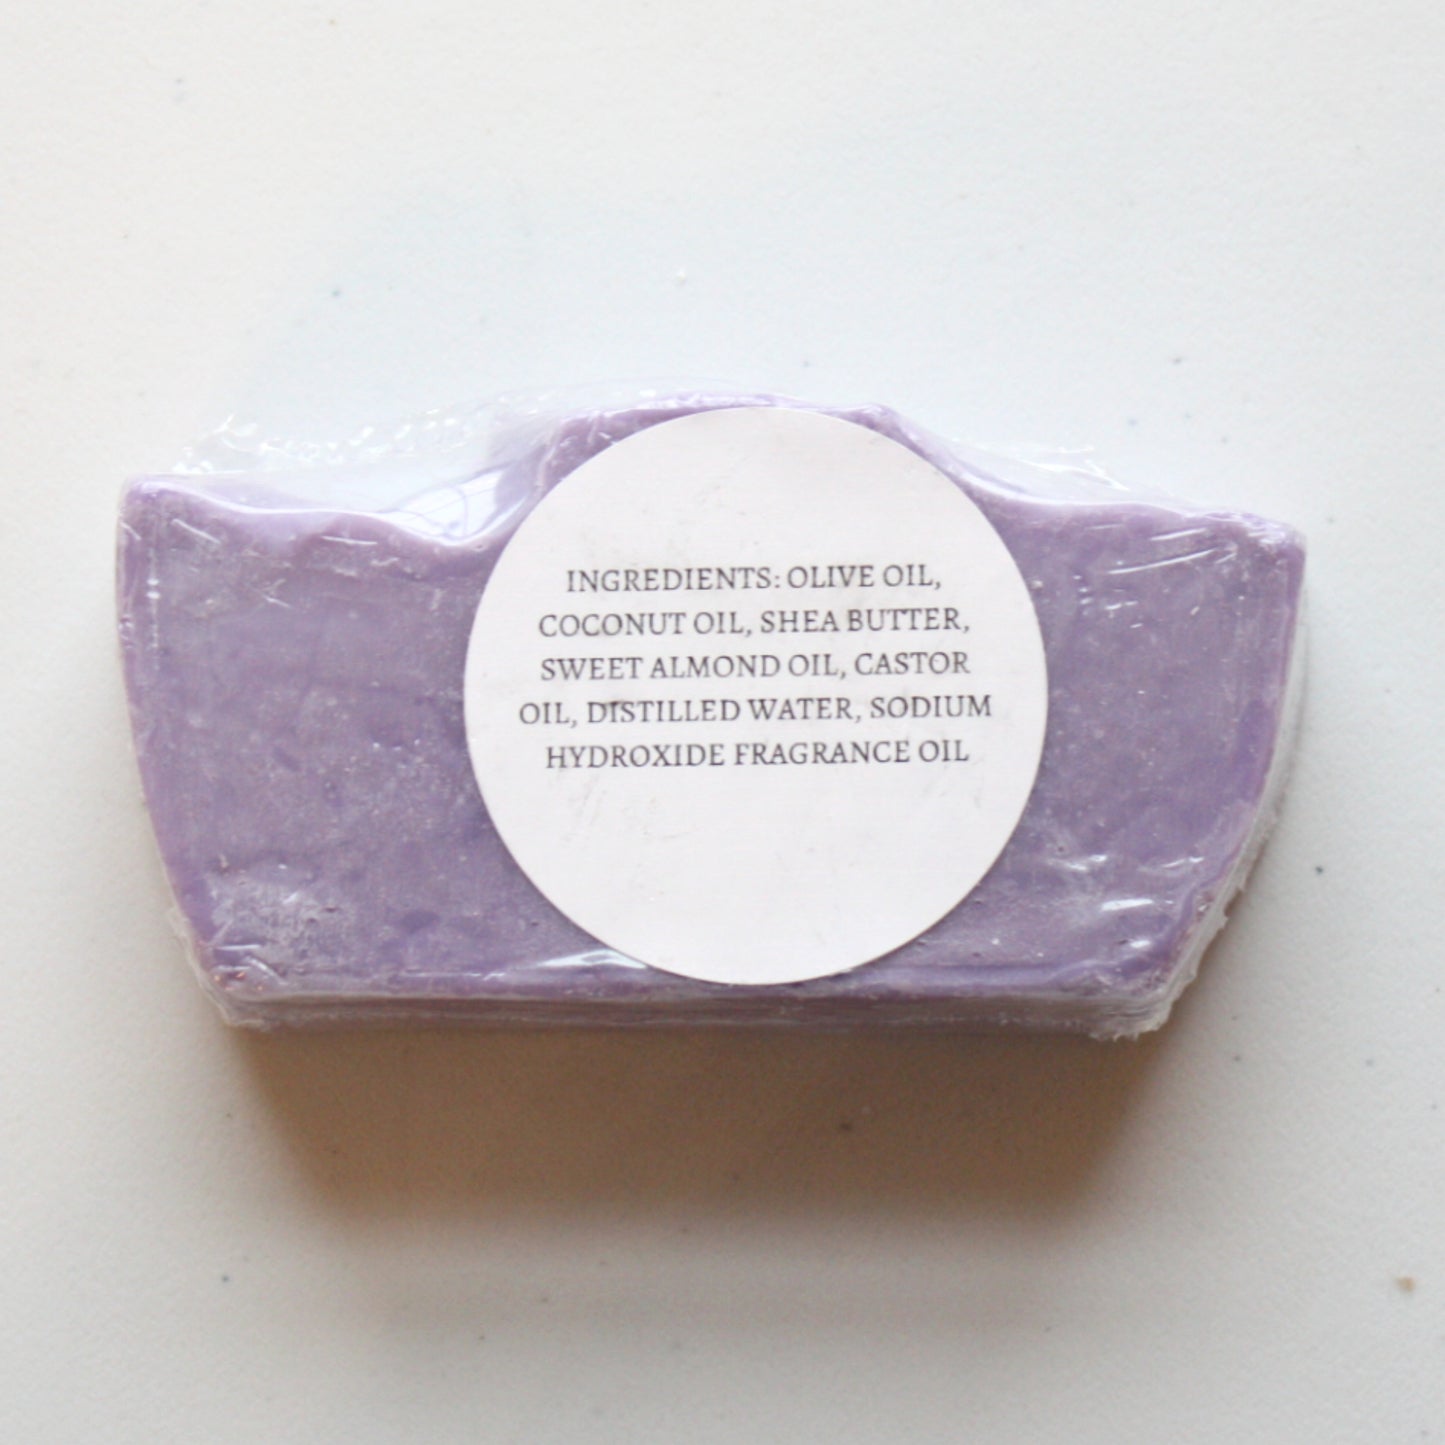 INGREDIENTS: OLIVE OIL,
COCONUT OIL, SHEA BUTTER,
SWEET ALMOND OIL, CASTOR
OIL, DISTILLED WATER, SODIUM
HYDROXIDE FRAGRANCE OIL